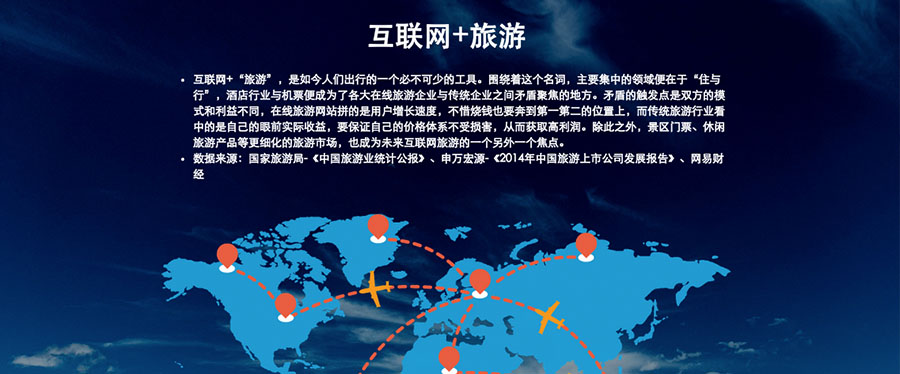 互联网+旅游
• 互联网+“旅游”，是如今人们出行的一个必不可少的工具。围绕着这个名词，主要集中的领域便在于“住与
行”，酒店行业与机票便成为了各大在线旅游企业与传统企业之间矛盾聚焦的地方。矛盾的触发点是双方的模
式和利益不同，在线旅游网站拼的是用户增长速度，不惜烧钱也要奔到第一第二的位置上，而传统旅游行业看
中的是自己的眼前实际收益，要保证自己的价格体系不受损害，从而获取高利润。除此之外，景区门票、休闲
旅游产品等更细化的旅游市场，也成为未来互联网旅游的一个另外一个焦点。
• 数据来源：国家旅游局-《中国旅游业统计公报》、申万宏源-《2014年中国旅游上市公司发展报告》、网易财
经